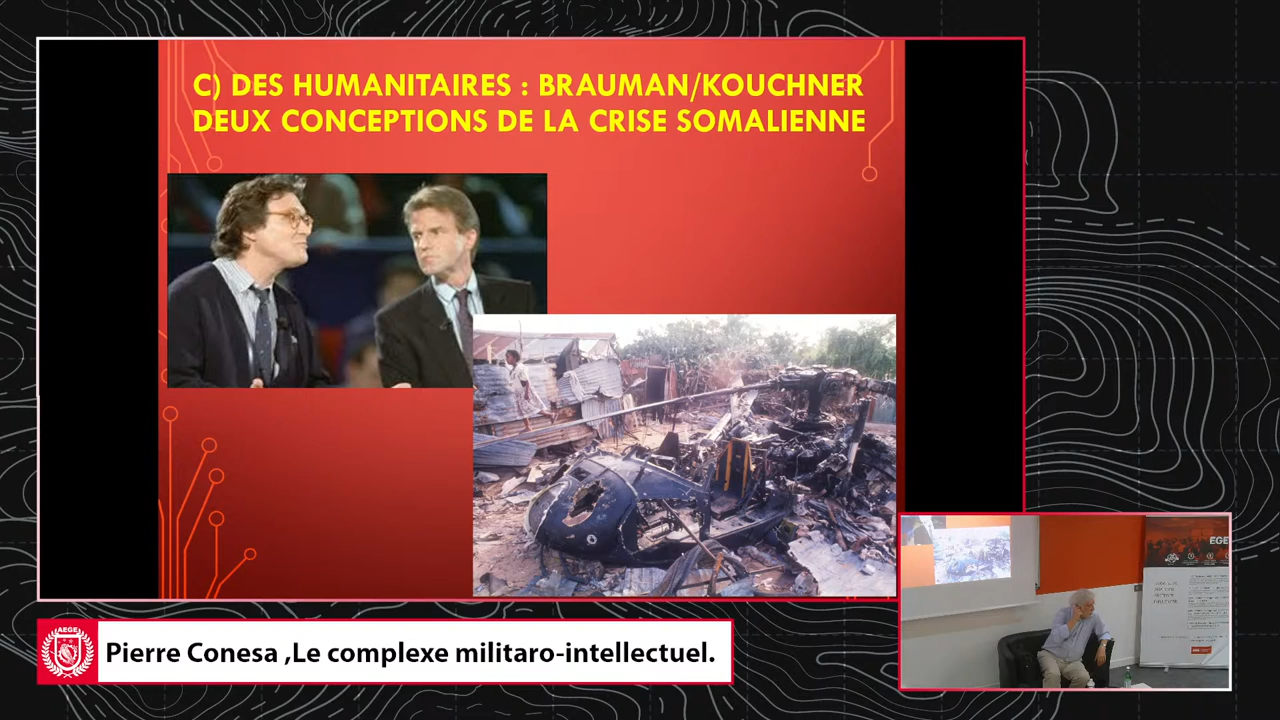 C) DES HUMANITAIRES : BRAUMAN/KOUCHNER
DEUX CONCEPTIONS DE LA CRISE SOMALIENNE
EGE
AEGE
Pierre Conesa ,Le complexe militaro-intellectuel.